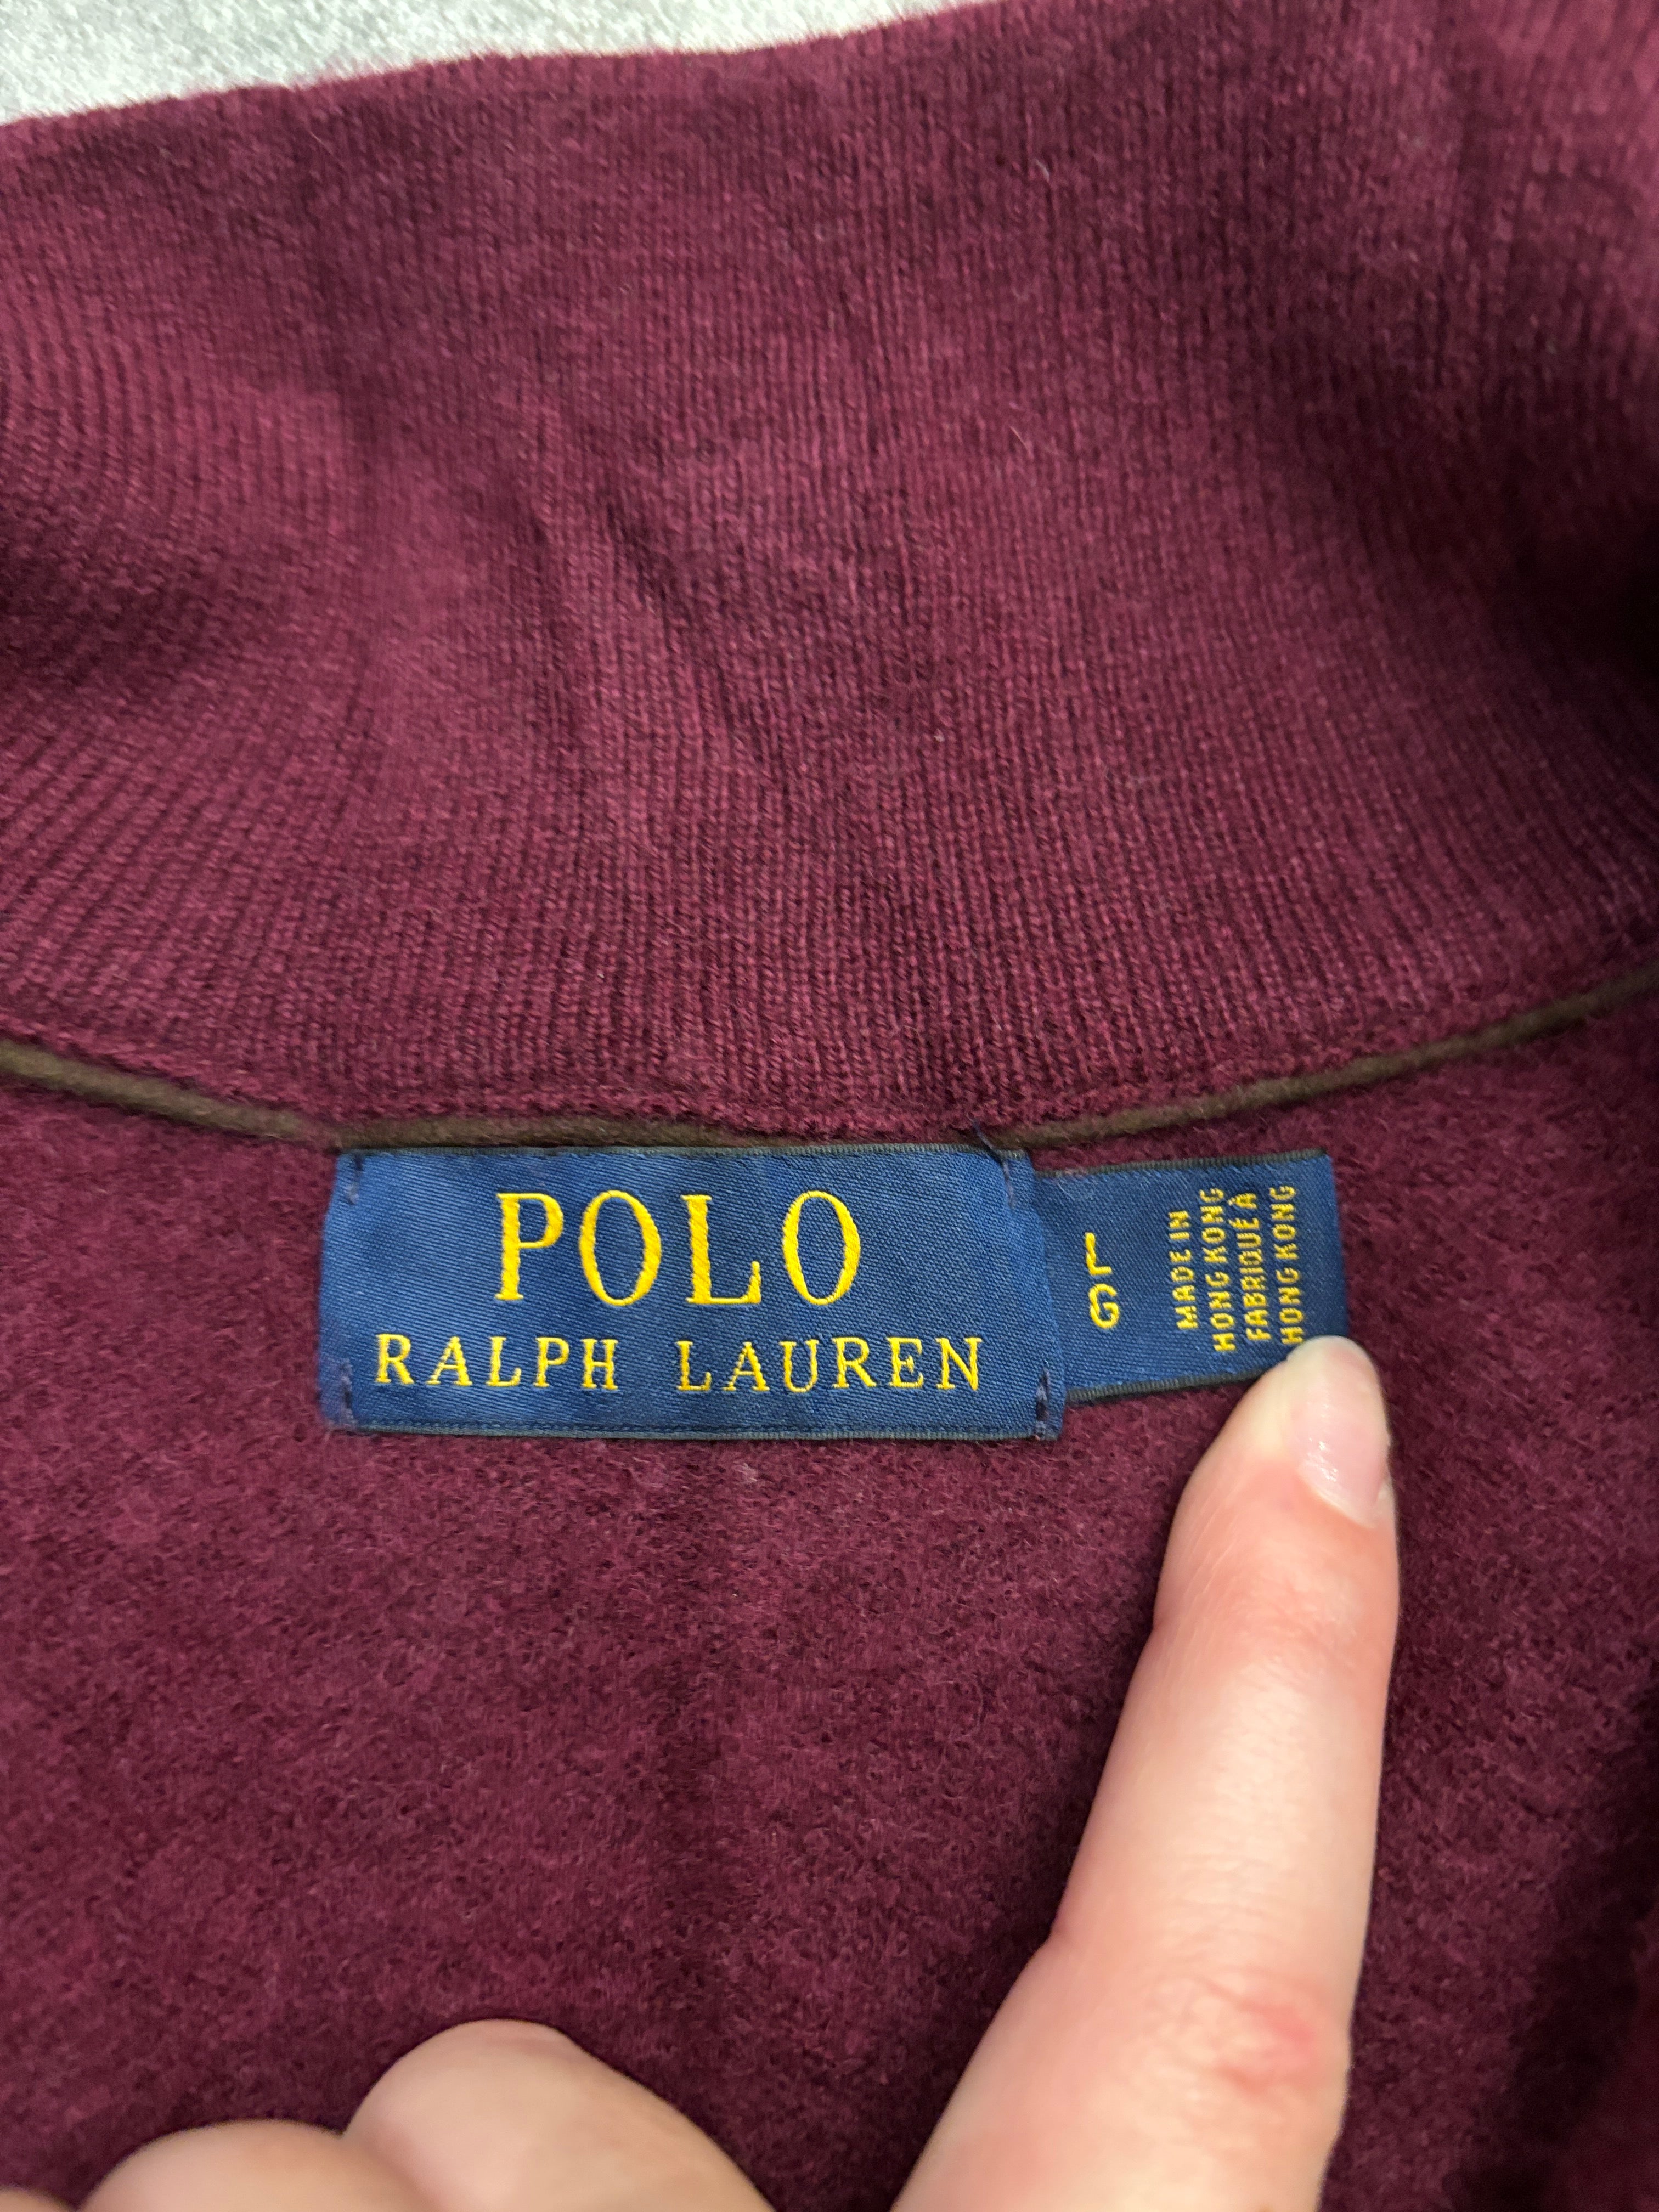 POLO
RALPH LAUREN
L
G
MADE IN
HONG KONG
FABRIQUÉ À
HONG KONG